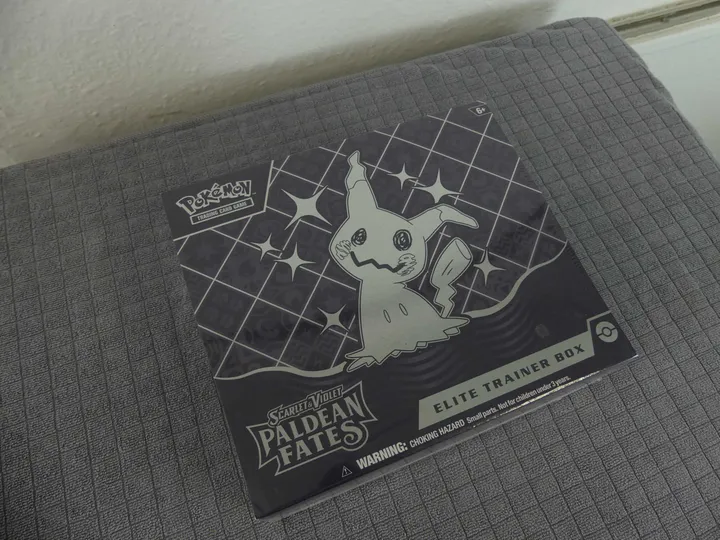 6+
POKéMON
TRADING CARD GAME
SCARLET & VIOLET
PALDEAN
FATES
ELITE TRAINER BOX
WARNING: CHOKING HAZARD Small parts. Not for children under 3 years.